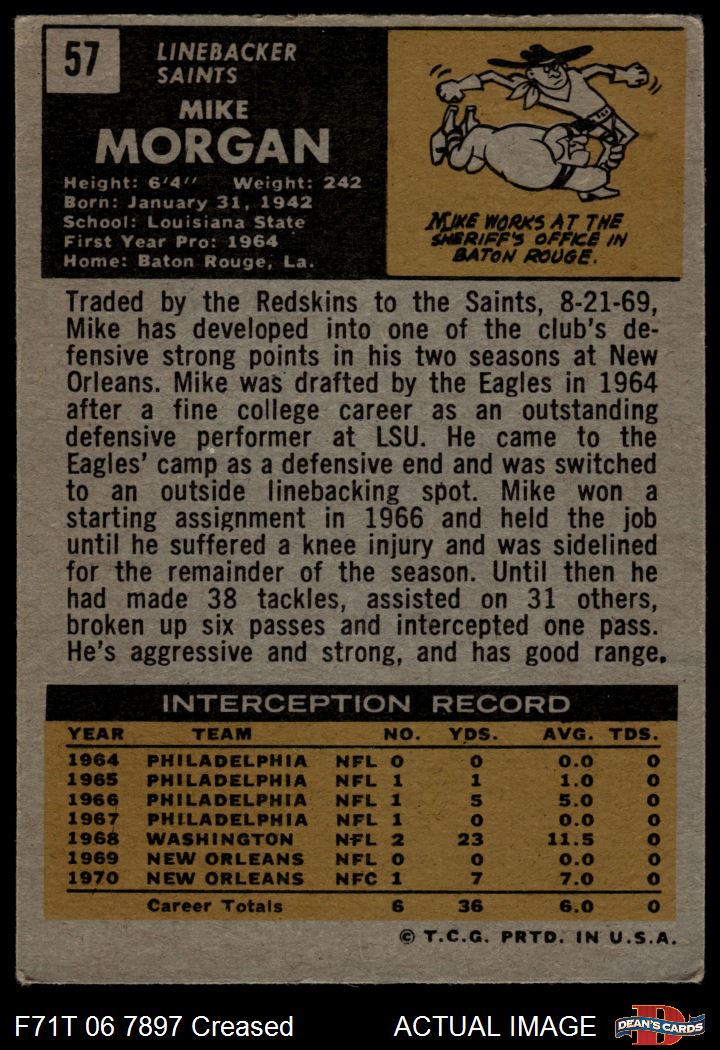 57
LINEBACKER
SAINTS
MIKE
MORGAN
Height: 6'4'' Weight: 242
Born: January 31, 1942
School: Louisiana State
First Year Pro: 1964
Home: Baton Rouge, La.
MIKE WORKS AT THE
SHERIFF'S OFFICE IN
BATON ROUGE.
Traded by the Redskins to the Saints, 8-21-69,
Mike has developed into one of the club's de-
fensive strong points in his two seasons at New
Orleans. Mike was drafted by the Eagles in 1964
after a fine college career as an outstanding
defensive performer at LSU. He came to the
Eagles' camp as a defensive end and was switched
to an outside linebacking spot. Mike won a
starting assignment in 1966 and held the job
until he suffered a knee injury and was sidelined
for the remainder of the season. Until then he
had made 38 tackles, assisted on 31 others,
broken up six passes and intercepted one pass.
He's aggressive and strong, and has good range.
INTERCEPTION RECORD
YEAR TEAM NO. YDS. AVG. TDS.
1964 PHILADELPHIA NFL 0 0 0.0 0
1965 PHILADELPHIA NFL 1 1 1.0 0
1966 PHILADELPHIA NFL 1 5 5.0 0
1967 PHILADELPHIA NFL 1 0 0.0 0
1968 WASHINGTON NFL 2 23 11.5 0
1969 NEW ORLEANS NFL 0 0 0.0 0
1970 NEW ORLEANS NFC 1 7 7.0 0
Career Totals 6 36 6.0 0
© T.C.G. PRTD. IN U.S.A.
F71T 06 7897 Creased ACTUAL IMAGE
D
DEAN'S CARDS